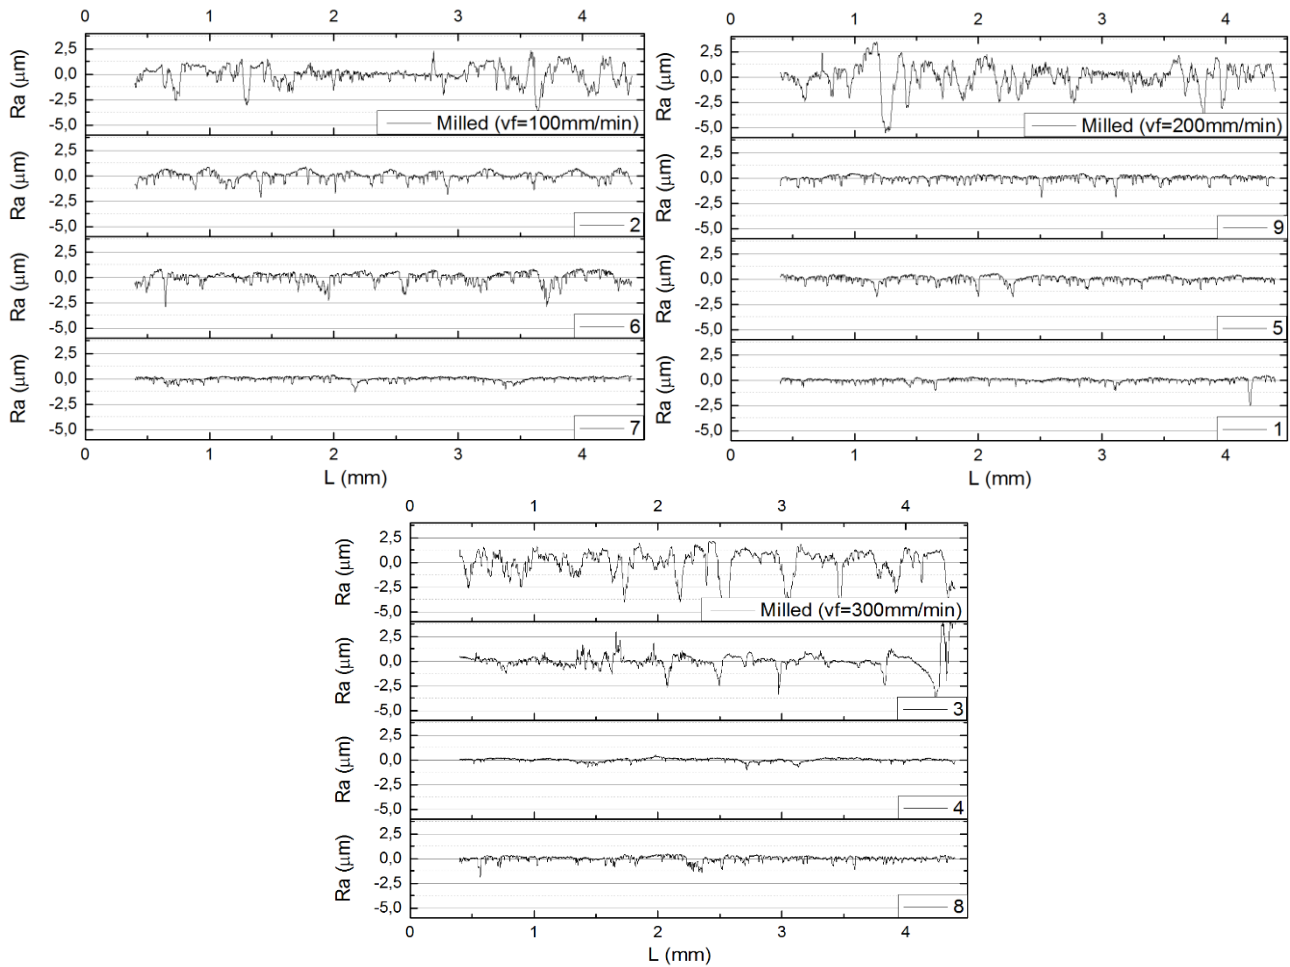 0 1 2 3 4
Ra (μm)
2,5
0,0
-2,5
-5,0
Milled (vf=100mm/min)
Ra (μm)
2,5
0,0
-2,5
-5,0
2
Ra (μm)
2,5
0,0
-2,5
-5,0
6
Ra (μm)
2,5
0,0
-2,5
-5,0
7
0 1 2 3 4
L (mm)
0 1 2 3 4
Ra (μm)
2,5
0,0
-2,5
-5,0
Milled (vf=200mm/min)
Ra (μm)
2,5
0,0
-2,5
-5,0
9
Ra (μm)
2,5
0,0
-2,5
-5,0
5
Ra (μm)
2,5
0,0
-2,5
-5,0
1
0 1 2 3 4
L (mm)
0 1 2 3 4
Ra (μm)
2,5
0,0
-2,5
-5,0
Milled (vf=300mm/min)
Ra (μm)
2,5
0,0
-2,5
-5,0
3
Ra (μm)
2,5
0,0
-2,5
-5,0
4
Ra (μm)
2,5
0,0
-2,5
-5,0
8
0 1 2 3 4
L (mm)